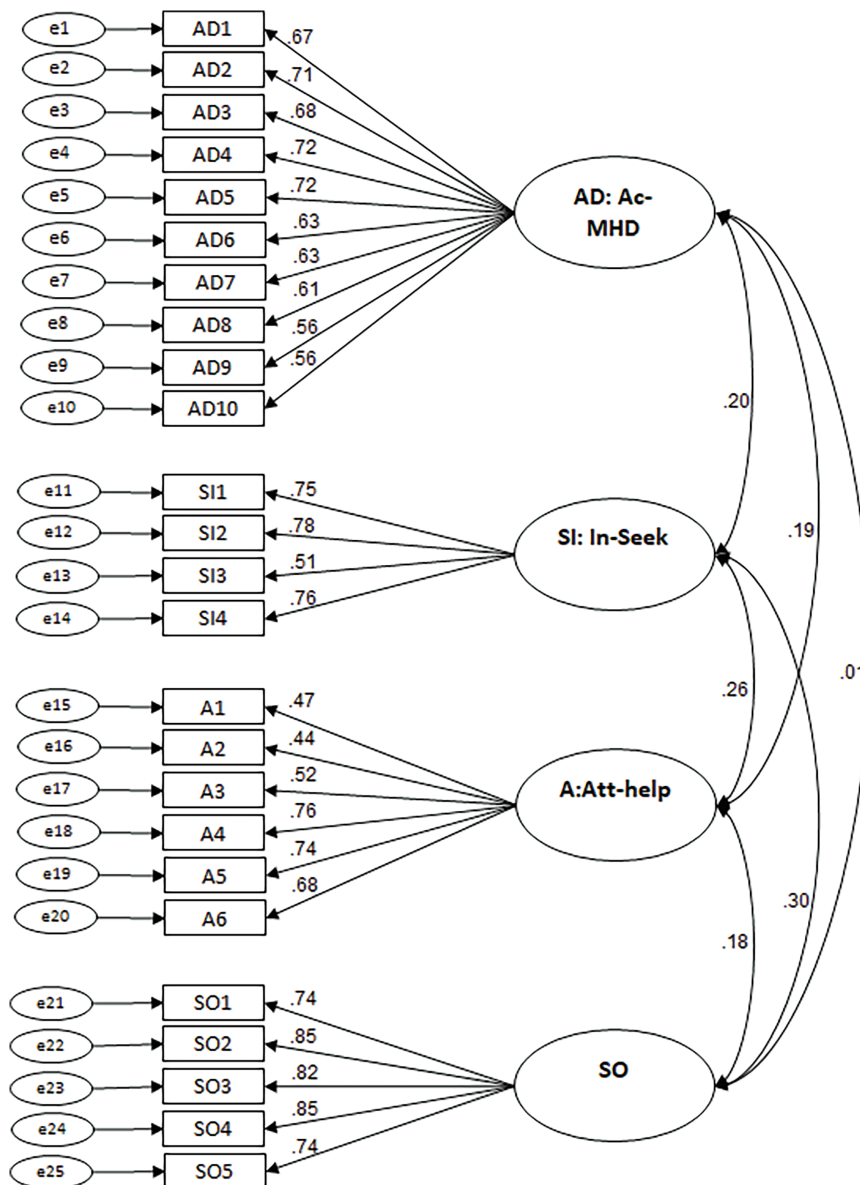 e1 AD1 .67
e2 AD2 .71
e3 AD3 .68
e4 AD4 .72
e5 AD5 .72
e6 AD6 .63
e7 AD7 .63
e8 AD8 .61
e9 AD9 .56
e10 AD10 .56
AD: Ac-
MHD
.20
e11 SI1 .75
e12 SI2 .78
e13 SI3 .51
e14 SI4 .76
SI: In-Seek
.19
.26
.01
e15 A1 .47
e16 A2 .44
e17 A3 .52
e18 A4 .76
e19 A5 .74
e20 A6 .68
A:Att-help
.30
.18
e21 SO1 .74
e22 SO2 .85
e23 SO3 .82
e24 SO4 .85
e25 SO5 .74
SO